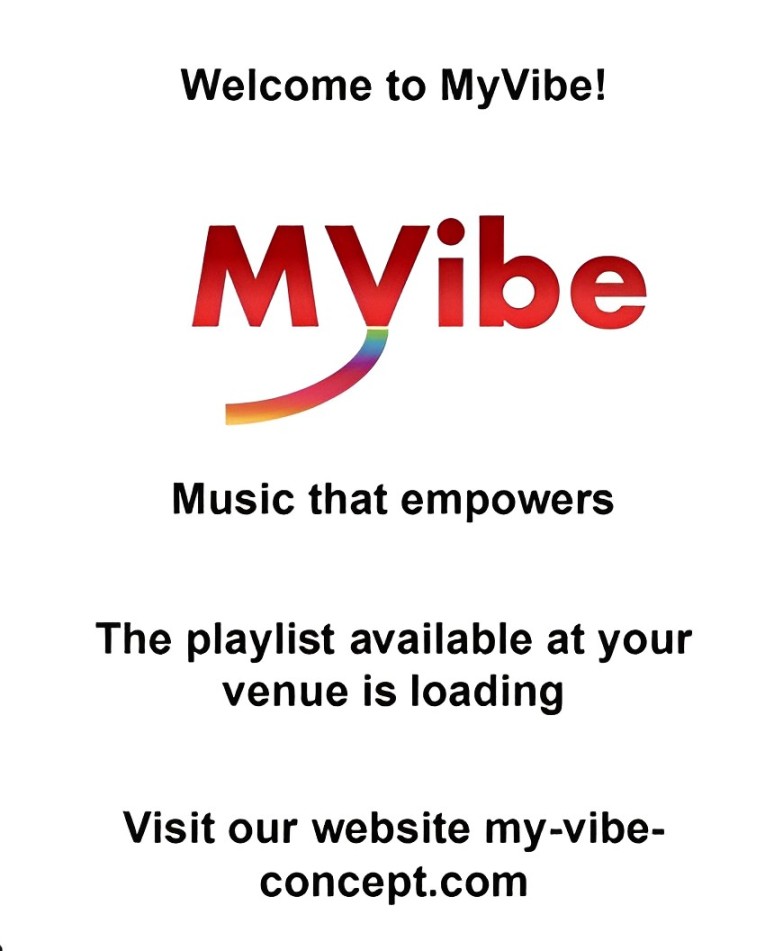 Welcome to MyVibe!
MYibe
Music that empowers
The playlist available at your
venue is loading
Visit our website my-vibe-
concept.com